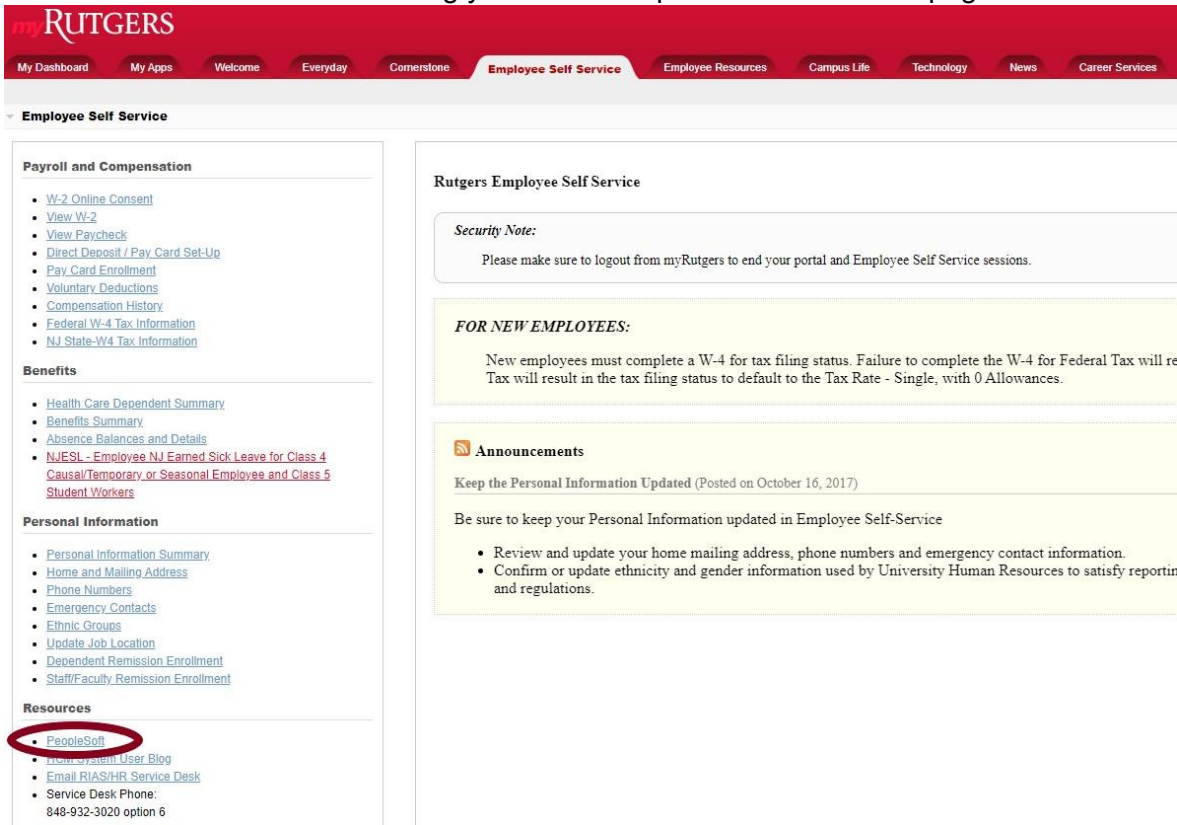 myRUTGERS
My Dashboard My Apps Welcome Everyday Cornerstone Employee Self Service Employee Resources Campus Life Technology News Career Services
Employee Self Service
Payroll and Compensation
W-2 Online Consent
View W-2
View Paycheck
Direct Deposit / Pay Card Set-Up
Pay Card Enrollment
Voluntary Deductions
Compensation History
Federal W-4 Tax Information
NJ State-W4 Tax Information
Benefits
Health Care Dependent Summary
Benefits Summary
Absence Balances and Details
NJESL - Employee NJ Earned Sick Leave for Class 4
Causal/Temporary or Seasonal Employee and Class 5
Student Workers
Personal Information
Personal Information Summary
Home and Mailing Address
Phone Numbers
Emergency Contacts
Ethnic Groups
Update Job Location
Dependent Remission Enrollment
Staff/Faculty Remission Enrollment
Resources
PeopleSoft
HCM System User Blog
Email RIAS/HR Service Desk
Service Desk Phone:
848-932-3020 option 6
Rutgers Employee Self Service
Security Note:
Please make sure to logout from myRutgers to end your portal and Employee Self Service sessions.
FOR NEW EMPLOYEES:
New employees must complete a W-4 for tax filing status. Failure to complete the W-4 for Federal Tax will re
Tax will result in the tax filing status to default to the Tax Rate - Single, with 0 Allowances.
Announcements
Keep the Personal Information Updated (Posted on October 16, 2017)
Be sure to keep your Personal Information updated in Employee Self-Service
Review and update your home mailing address, phone numbers and emergency contact information.
Confirm or update ethnicity and gender information used by University Human Resources to satisfy reportin
and regulations.